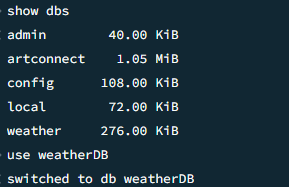 show dbs
admin 40.00 KiB
artconnect 1.05 MiB
config 108.00 KiB
local 72.00 KiB
weather 276.00 KiB
use weatherDB
switched to db weatherDB